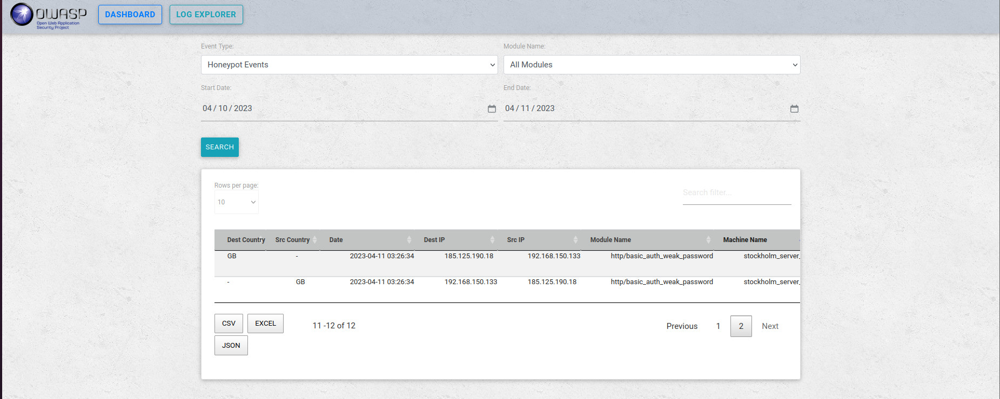 OWASP
Open Web Application
Security Project
DASHBOARD
LOG EXPLORER
Event Type:
Module Name:
Honeypot Events
All Modules
Start Date:
End Date:
04 / 10 / 2023
04 / 11 / 2023
SEARCH
Rows per page:
10
Search filter...
Dest Country Src Country Date Dest IP Src IP Module Name Machine Name
GB - 2023-04-11 03:26:34 185.125.190.18 192.168.150.133 http/basic_auth_weak_password stockholm_server_
- GB 2023-04-11 03:26:34 192.168.150.133 185.125.190.18 http/basic_auth_weak_password stockholm_server_
CSV EXCEL 11 -12 of 12 Previous 1 2 Next
JSON